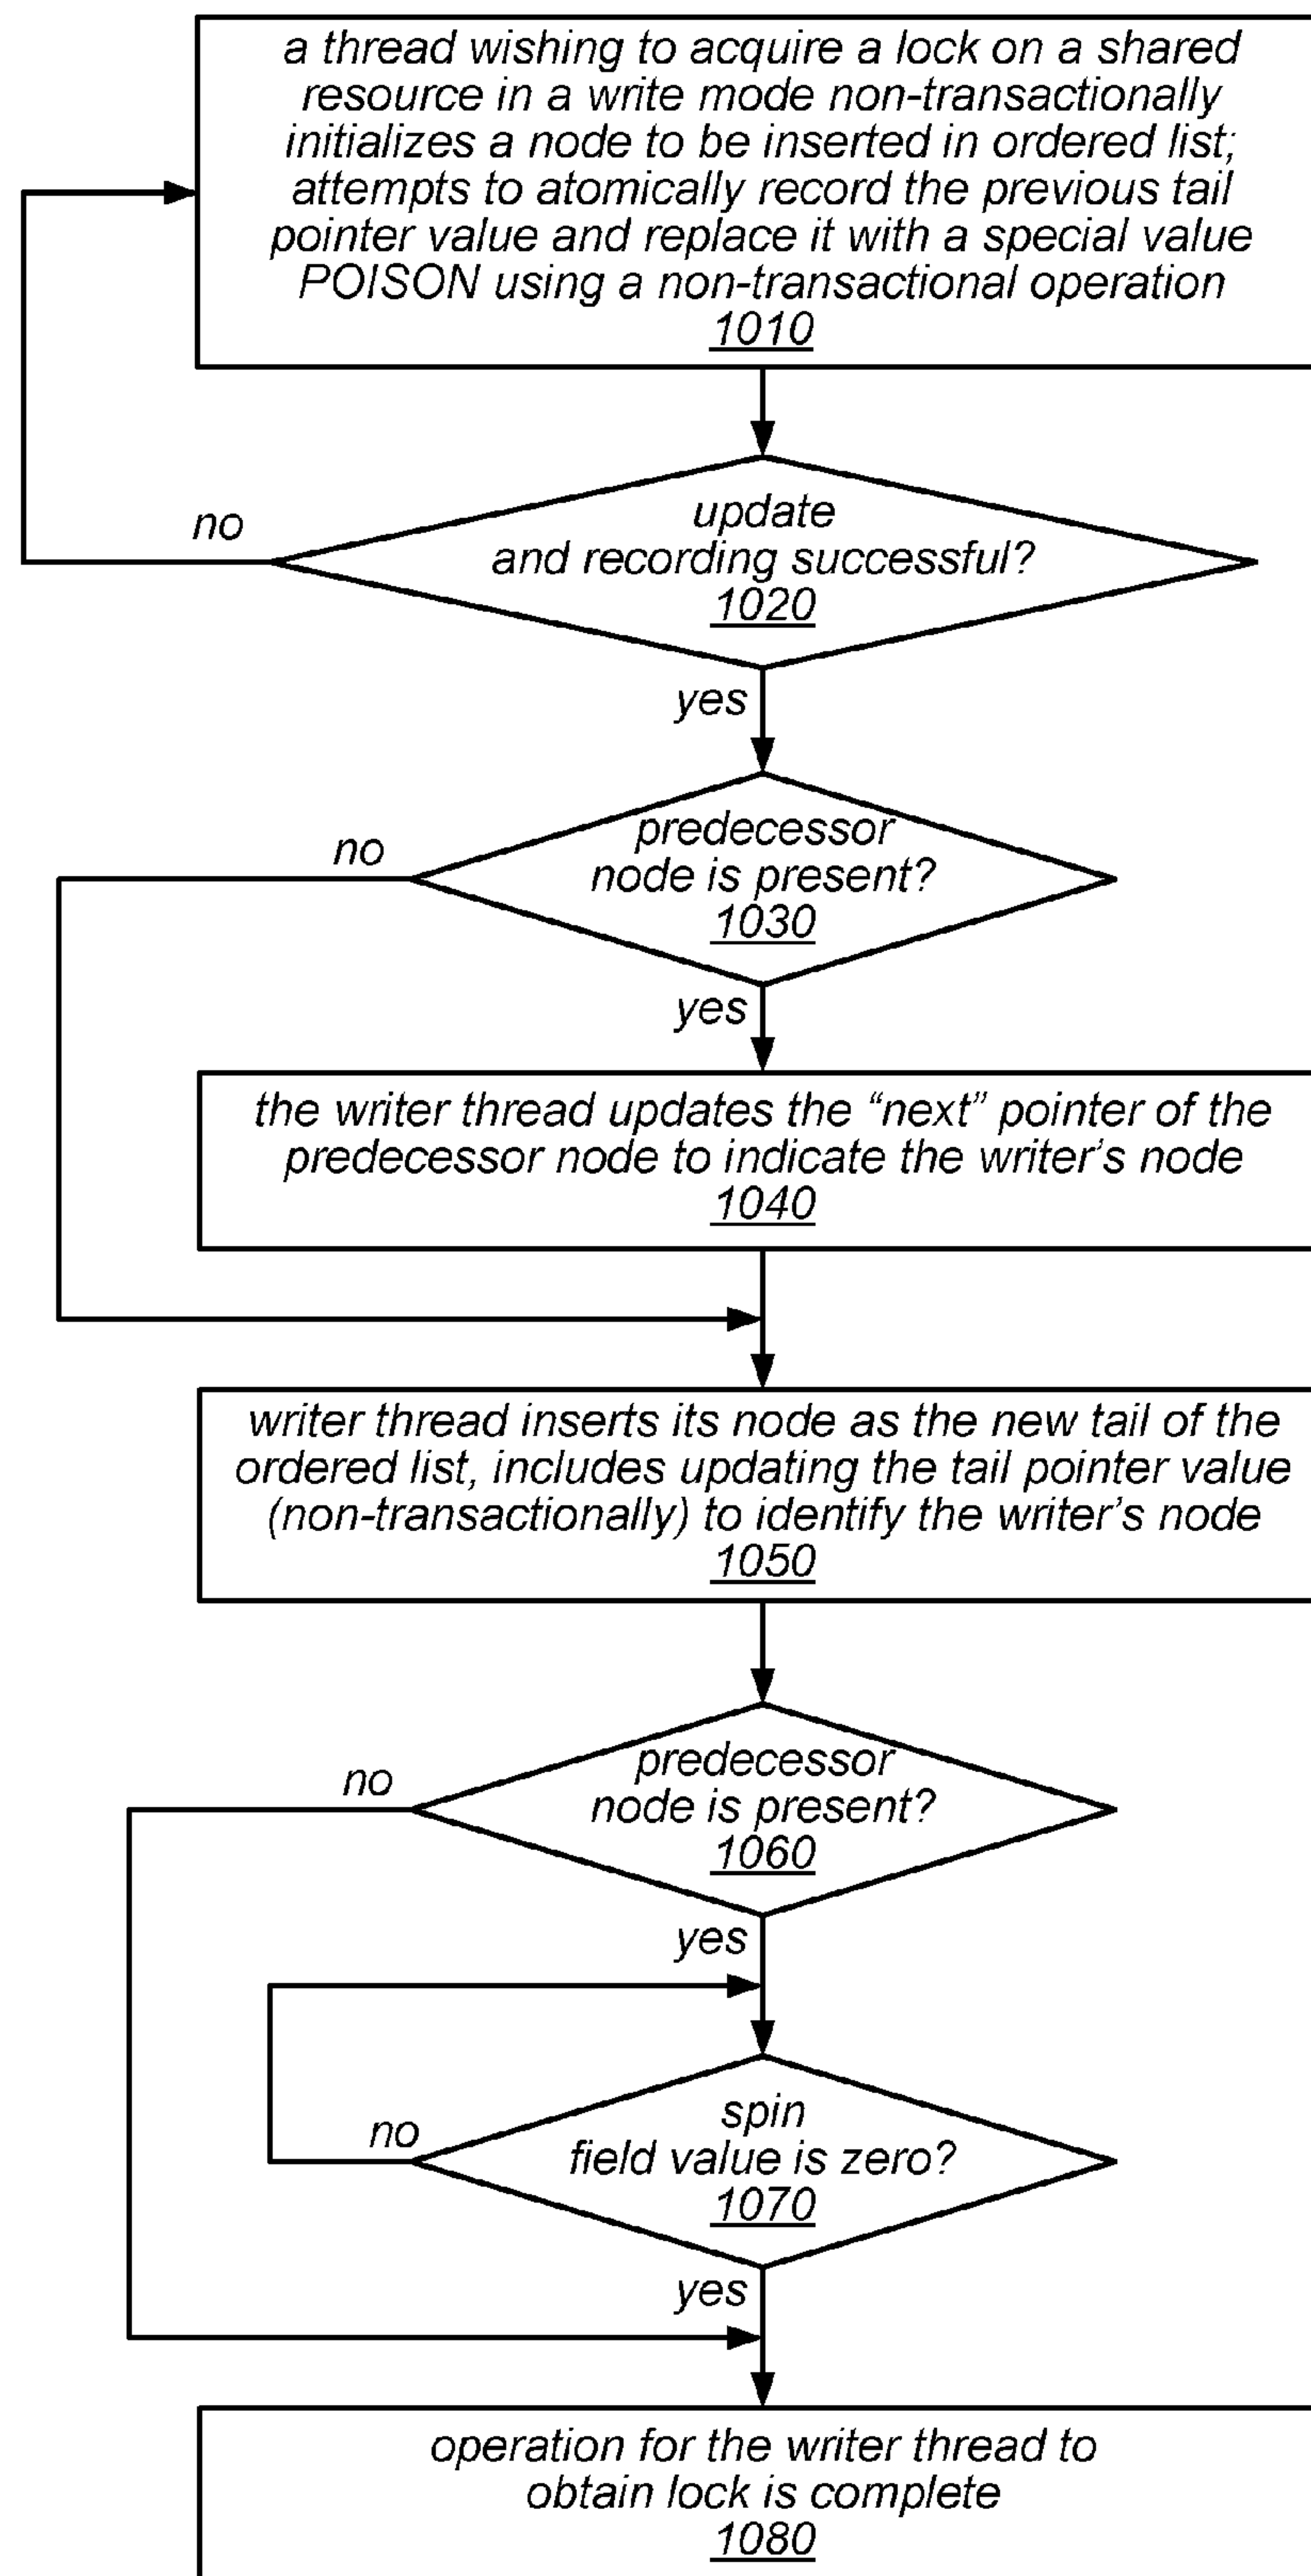 a thread wishing to acquire a lock on a shared
resource in a write mode non-transactionally
initializes a node to be inserted in ordered list;
attempts to atomically record the previous tail
pointer value and replace it with a special value
POISON using a non-transactional operation
1010
no
update
and recording successful?
1020
yes
no
predecessor
node is present?
1030
yes
the writer thread updates the “next” pointer of the
predecessor node to indicate the writer’s node
1040
writer thread inserts its node as the new tail of the
ordered list, includes updating the tail pointer value
(non-transactionally) to identify the writer’s node
1050
no
predecessor
node is present?
1060
yes
no
spin
field value is zero?
1070
yes
operation for the writer thread to
obtain lock is complete
1080